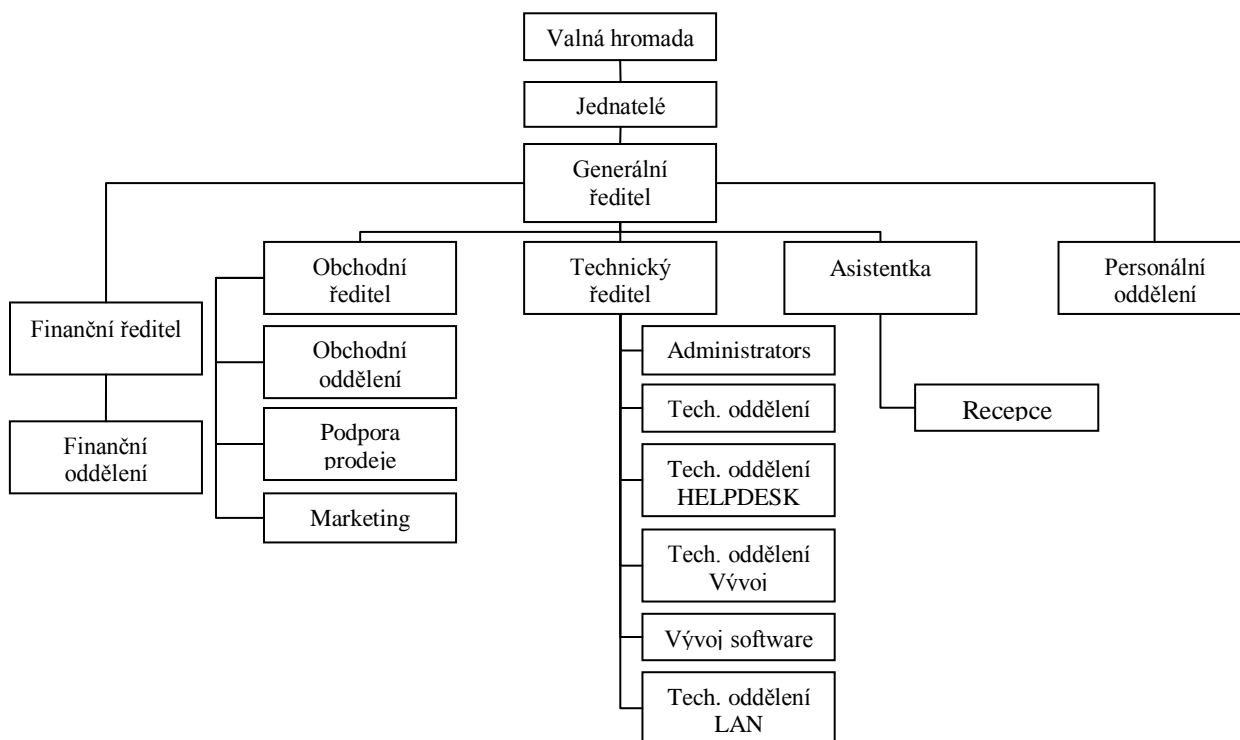 Valná hromada
Jednatelé
Generální
ředitel
Obchodní
ředitel
Technický
ředitel
Asistentka
Personální
oddělení
Finanční ředitel
Obchodní
oddělení
Administrators
Tech. oddělení
Recepce
Finanční
oddělení
Podpora
prodeje
Tech. oddělení
HELPDESK
Marketing
Tech. oddělení
Vývoj
Vývoj software
Tech. oddělení
LAN